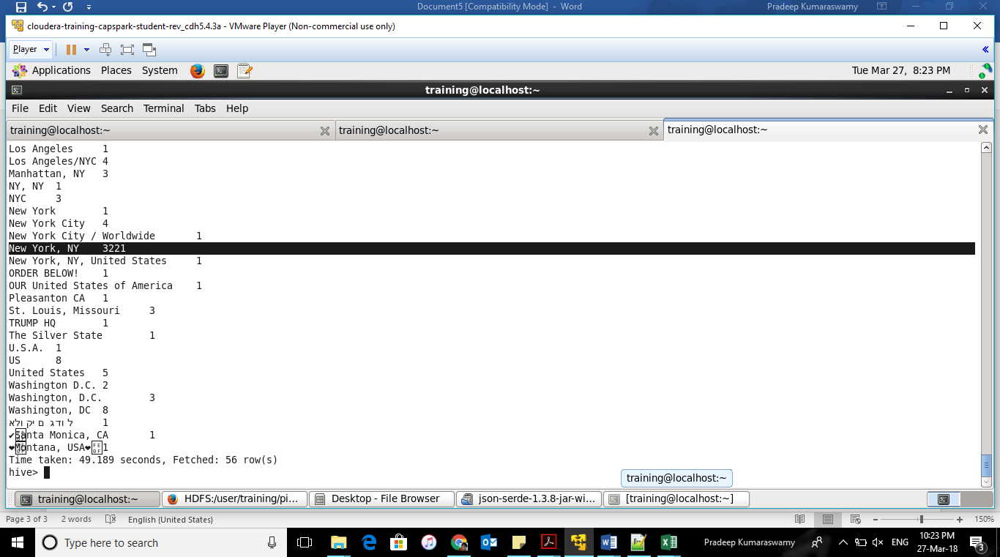 Document5 [Compatibility Mode] - Word
Pradeep Kumaraswamy
cloudera-training-capspark-student-rev_cdh5.4.3a - VMware Player (Non-commercial use only)
Player
Applications Places System
Tue Mar 27, 8:23 PM
training@localhost:~
File Edit View Search Terminal Tabs Help
training@localhost:~ training@localhost:~ training@localhost:~
Los Angeles 1
Los Angeles/NYC 4
Manhattan, NY 3
NY, NY 1
NYC 3
New York 1
New York City 4
New York City / Worldwide 1
New York, NY 3221
New York, NY, United States 1
ORDER BELOW! 1
OUR United States of America 1
Pleasanton CA 1
St. Louis, Missouri 3
TRUMP HQ 1
The Silver State 1
U.S.A. 1
US 8
United States 5
Washington D.C. 2
Washington, D.C. 3
Washington, DC 8
אלוקים גדול 1
✔Santa Monica, CA 1
❤Montana, USA❤ 1
Time taken: 49.189 seconds, Fetched: 56 row(s)
hive>
training@localhost:~
training@localhost:~ HDFS:/user/training/pi... Desktop - File Browser json-serde-1.3.8-jar-wi... [training@localhost:~]
Page 3 of 3 2 words English (United States) 150%
Type here to search
Pradeep Kumaraswamy
ENG
10:23 PM
27-Mar-18
3